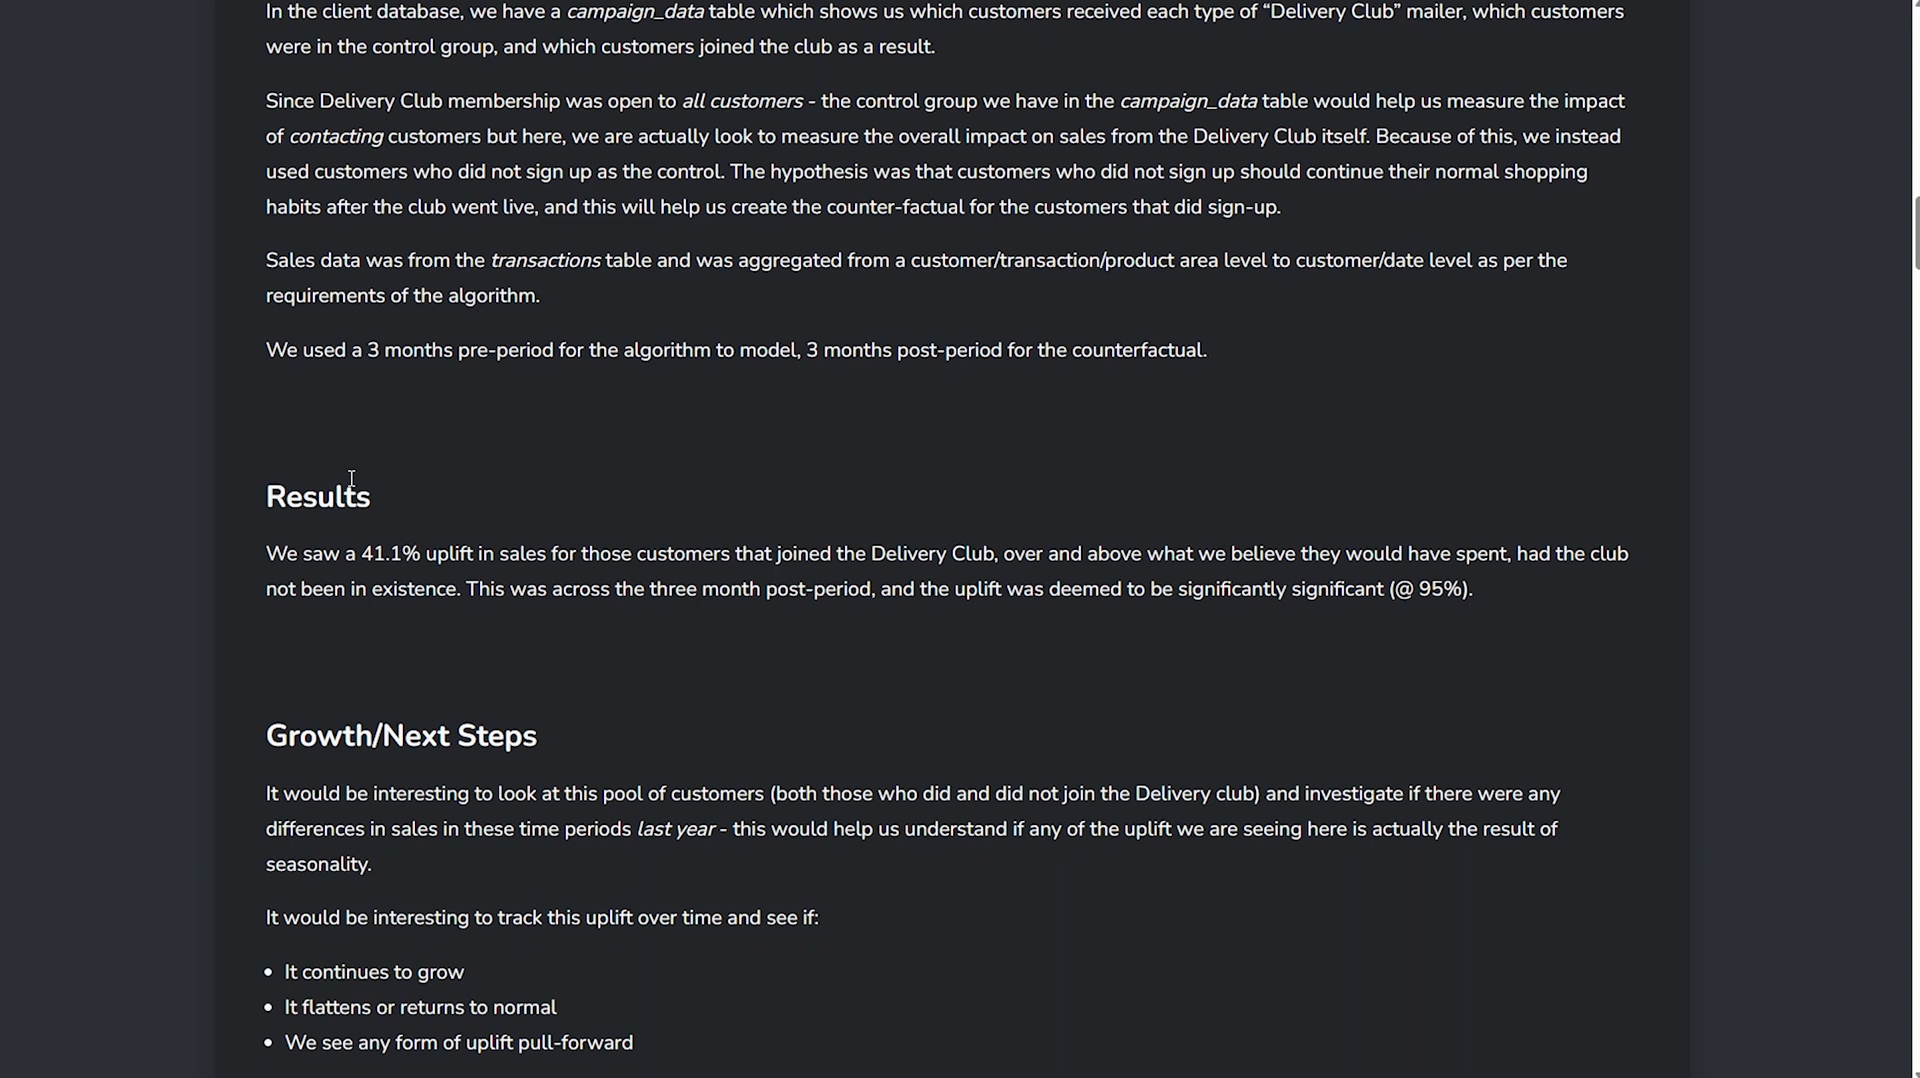 In the client database, we have a campaign_data table which shows us which customers received each type of “Delivery Club” mailer, which customers
were in the control group, and which customers joined the club as a result.
Since Delivery Club membership was open to all customers - the control group we have in the campaign_data table would help us measure the impact
of contacting customers but here, we are actually look to measure the overall impact on sales from the Delivery Club itself. Because of this, we instead
used customers who did not sign up as the control. The hypothesis was that customers who did not sign up should continue their normal shopping
habits after the club went live, and this will help us create the counter-factual for the customers that did sign-up.
Sales data was from the transactions table and was aggregated from a customer/transaction/product area level to customer/date level as per the
requirements of the algorithm.
We used a 3 months pre-period for the algorithm to model, 3 months post-period for the counterfactual.
Results
We saw a 41.1% uplift in sales for those customers that joined the Delivery Club, over and above what we believe they would have spent, had the club
not been in existence. This was across the three month post-period, and the uplift was deemed to be significantly significant (@ 95%).
Growth/Next Steps
It would be interesting to look at this pool of customers (both those who did and did not join the Delivery club) and investigate if there were any
differences in sales in these time periods last year - this would help us understand if any of the uplift we are seeing here is actually the result of
seasonality.
It would be interesting to track this uplift over time and see if:
• It continues to grow
• It flattens or returns to normal
• We see any form of uplift pull-forward